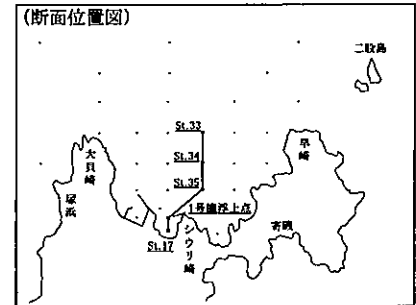 (断面位置図)
二股島
St.33
St.34
St.35
1号機浮上点
St.17
シウリ崎
大貝崎
塚浜
早崎
寄磯